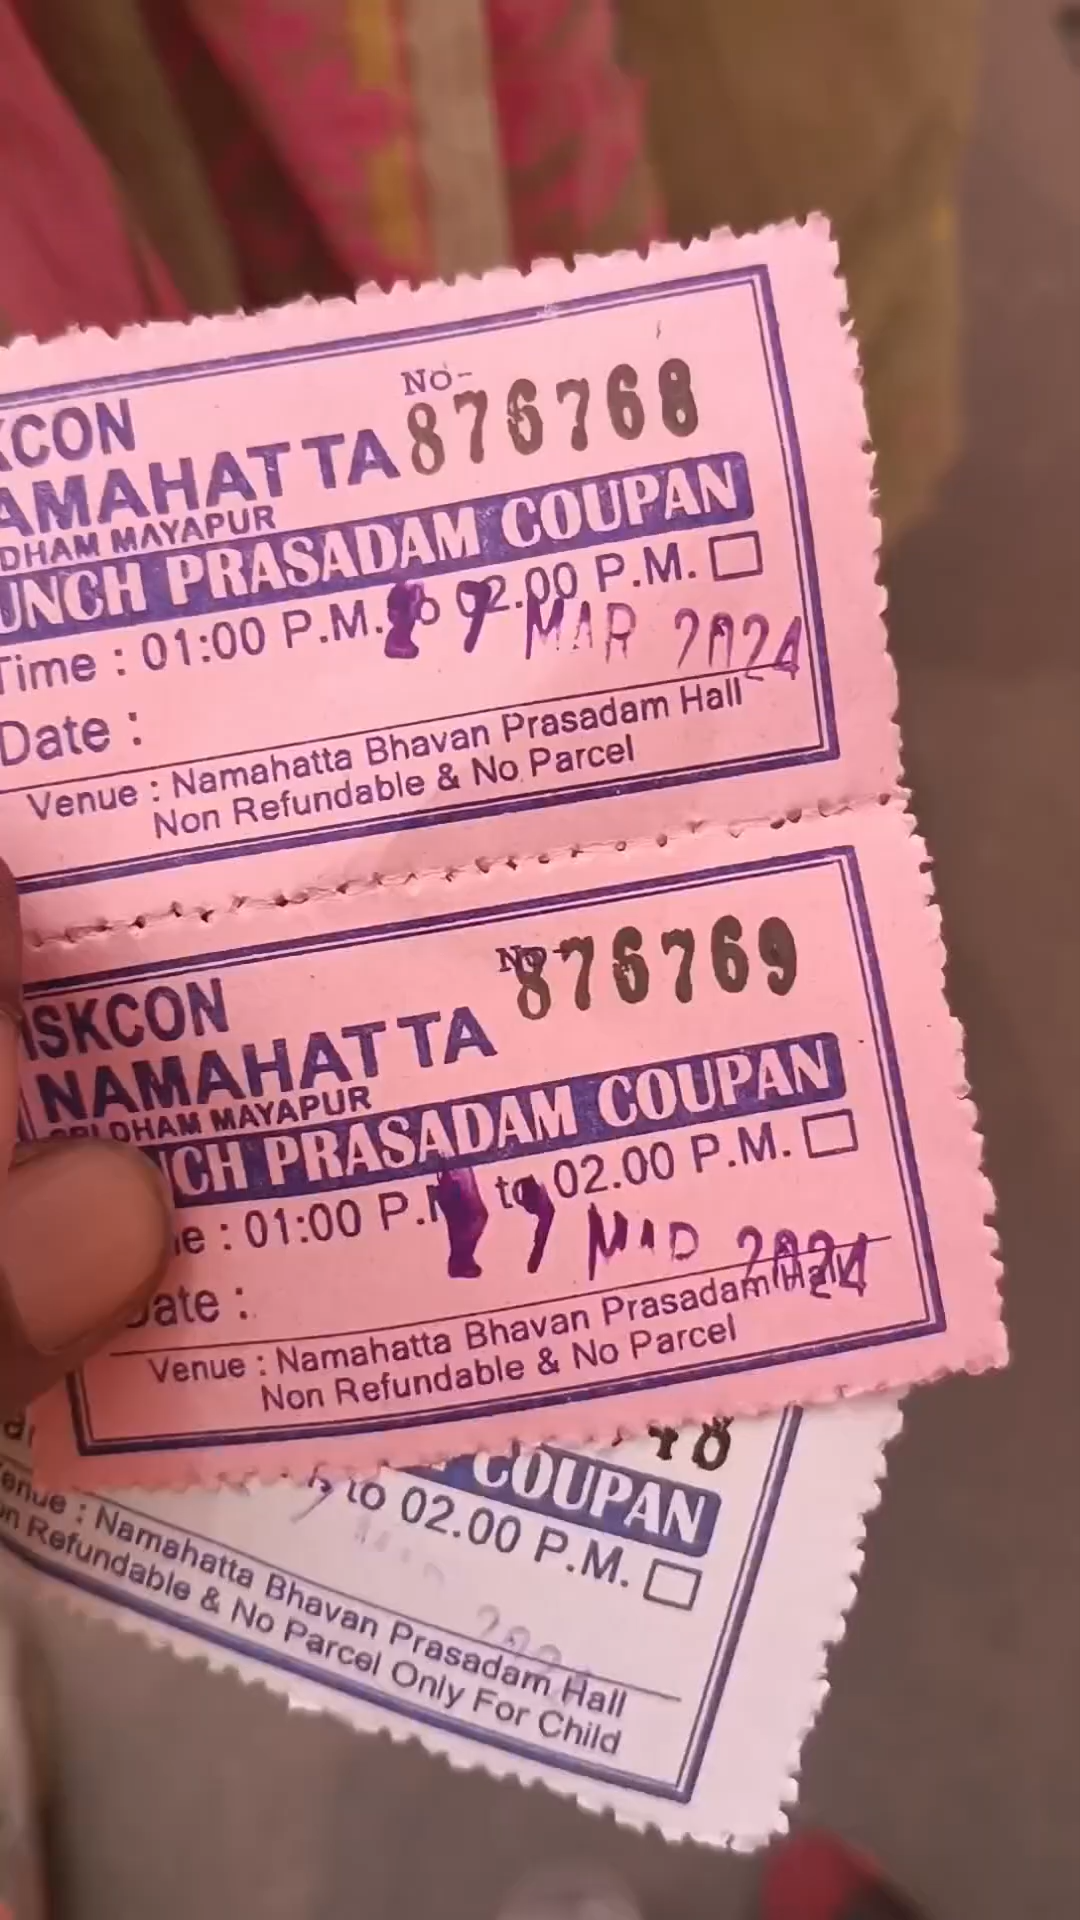 No-
KCON
AMAHATTA 876768
DHAM MAYAPUR
UNCH PRASADAM COUPAN
Time : 01:00 P.M. to 02.00 P.M.
7 MAR 2024
Date :
Venue : Namahatta Bhavan Prasadam Hall
Non Refundable & No Parcel
No- 876769
ISKCON
NAMAHATTA
DHAM MAYAPUR
CH PRASADAM COUPAN
e : 01:00 P.M to 02.00 P.M.
7 MAR 2024
Date :
Venue : Namahatta Bhavan Prasadam Hall
Non Refundable & No Parcel
COUPAN
to 02.00 P.M.
enue : Namahatta Bhavan Prasadam Hall
on Refundable & No Parcel Only For Child